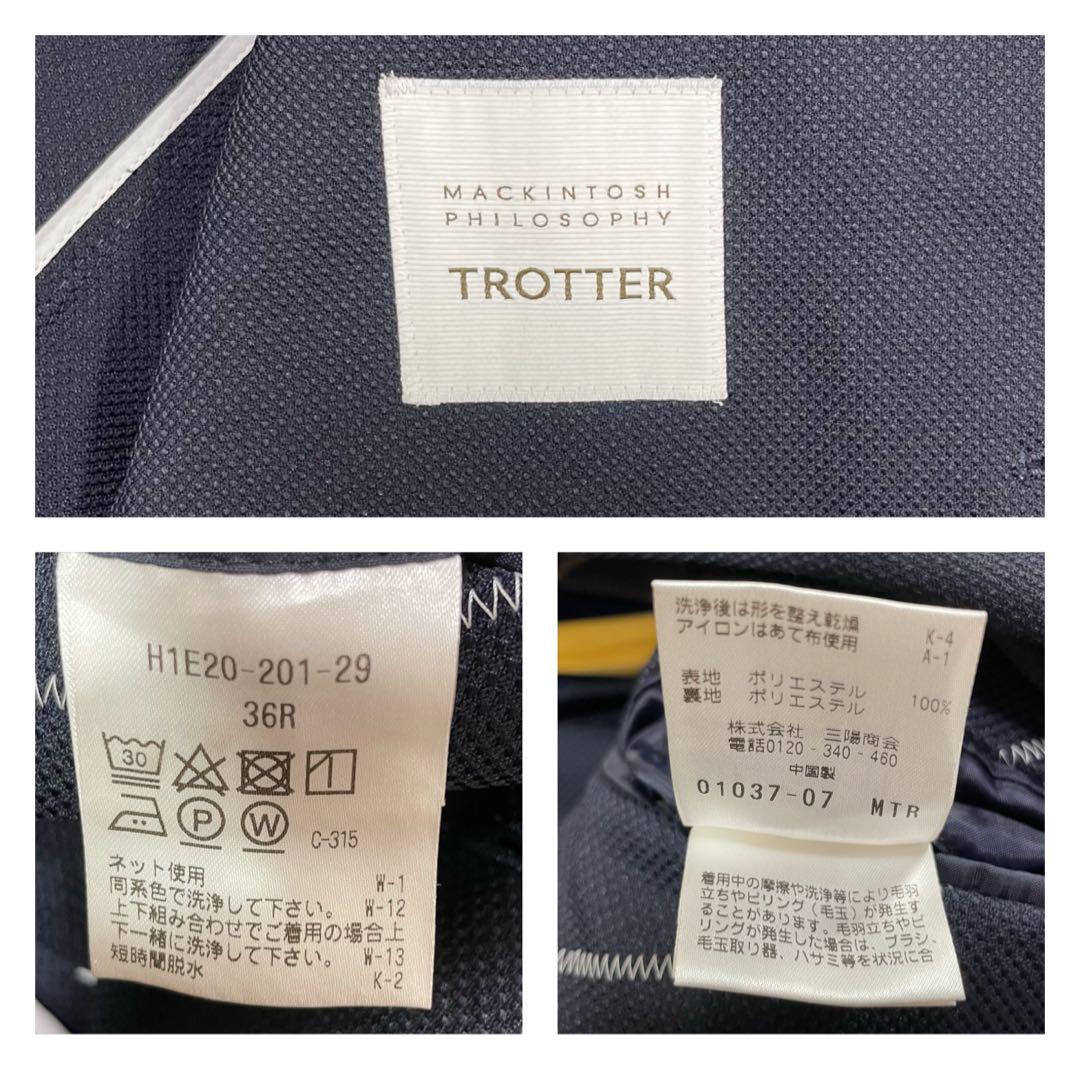 MACKINTOSH
PHILOSOPHY
TROTTER
H1E20-201-29
36R
30
P W C-315
ネット使用 W-1
同系色で洗浄して下さい。 W-12
上下組み合わせでご着用の場合上
下一緒に洗浄して下さい。 W-13
短時間脱水 K-2
洗浄後は形を整え乾燥 K-4
アイロンはあて布使用 A-1
表地 ポリエステル
裏地 ポリエステル 100%
株式会社 三陽商会
電話0120-340-460
中国製
01037-07 MTR
着用中の摩擦や洗浄等により毛羽
立ちやピリング(毛玉)が発生す
ることがあります。毛羽立ちやピ
リングが発生した場合は、ブラシ、
毛玉取り器、ハサミ等を状況に合